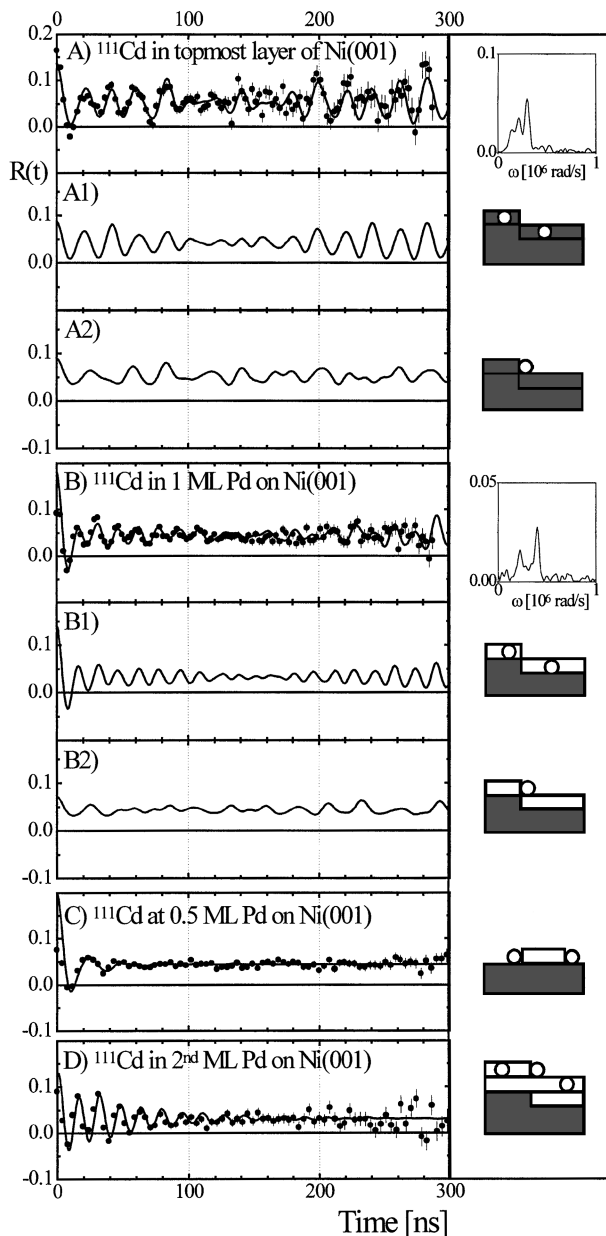 0 100 200 300
A) ¹¹¹Cd in topmost layer of Ni(001)
0.2
0.1
0.0
R(t)
0.1
0.0
0 1
ω [10⁶ rad/s]
A1)
0.1
0.0
A2)
0.1
0.0
-0.1
B) ¹¹¹Cd in 1 ML Pd on Ni(001)
0.1
0.0
0.05
0.00
0 1
ω [10⁶ rad/s]
B1)
0.1
0.0
B2)
0.1
0.0
-0.1
C) ¹¹¹Cd at 0.5 ML Pd on Ni(001)
0.1
0.0
-0.1
D) ¹¹¹Cd in 2ⁿᵈ ML Pd on Ni(001)
0.1
0.0
-0.1
0 100 200 300
Time [ns]